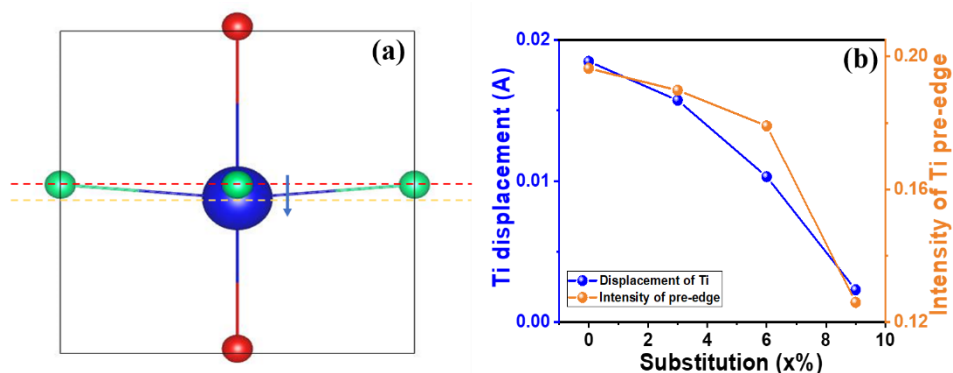 (a)
(b)
Ti displacement (A)
0.02
0.01
0.00
0.20
0.16
0.12
Intensity of Ti pre-edge
Displacement of Ti
Intensity of pre-edge
0 2 4 6 8 10
Substitution (x%)